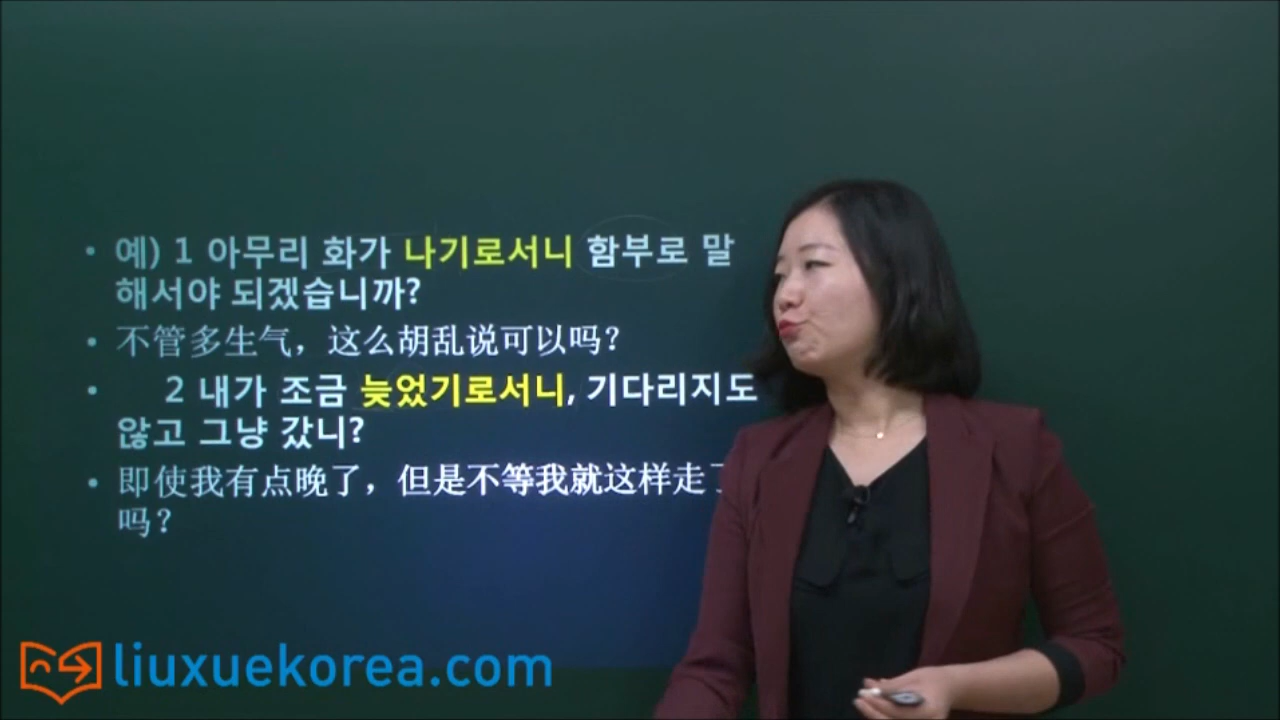 • 예) 1 아무리 화가 나기로서니 함부로 말
해서야 되겠습니까?
• 不管多生气，这么胡乱说可以吗？
• 2 내가 조금 늦었기로서니, 기다리지도
않고 그냥 갔니?
• 即使我有点晚了，但是不等我就这样走了
吗？
liuxuekorea.com